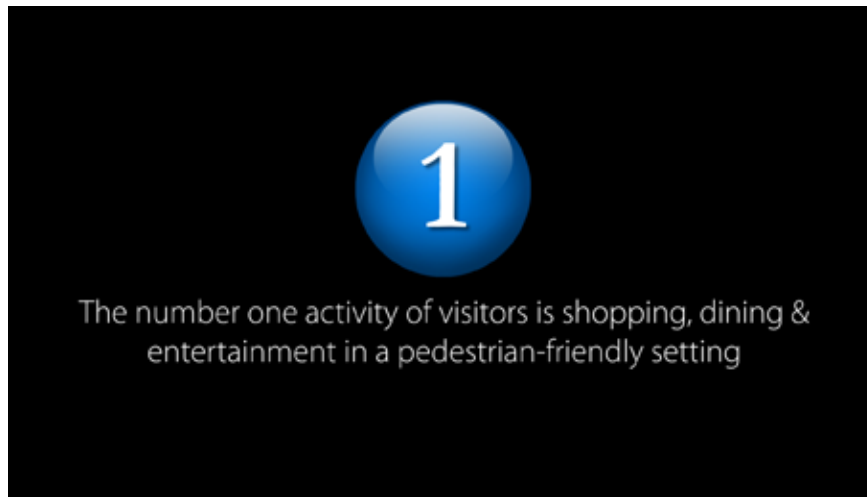 1
The number one activity of visitors is shopping, dining &
entertainment in a pedestrian-friendly setting